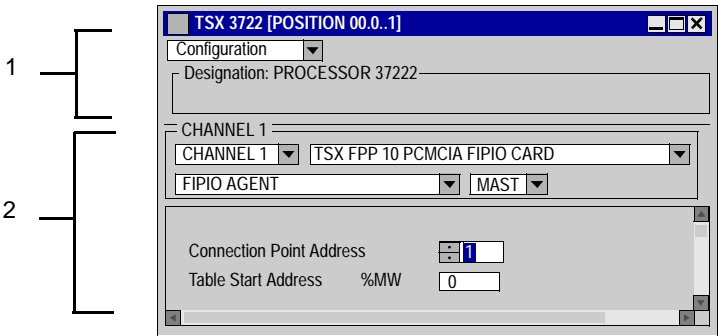 TSX 3722 [POSITION 00.0..1]
Configuration
Designation: PROCESSOR 37222
1
CHANNEL 1
CHANNEL 1 TSX FPP 10 PCMCIA FIPIO CARD
FIPIO AGENT MAST
2
Connection Point Address 1
Table Start Address %MW 0